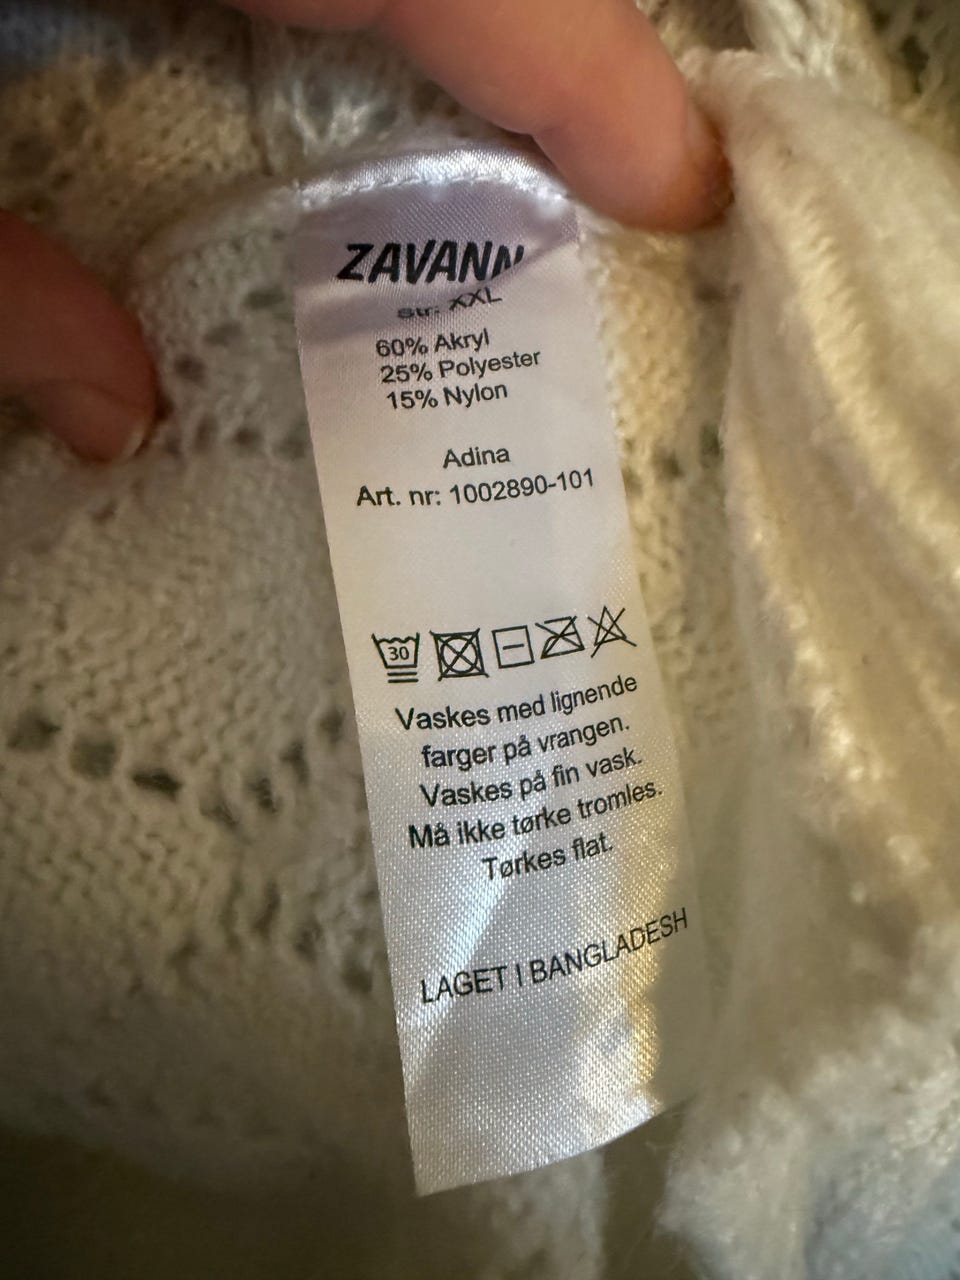 ZAVANN
str: XXL
60% Akryl
25% Polyester
15% Nylon
Adina
Art. nr: 1002890-101
30
Vaskes med lignende
farger på vrangen.
Vaskes på fin vask.
Må ikke tørke tromles.
Tørkes flat.
LAGET I BANGLADESH